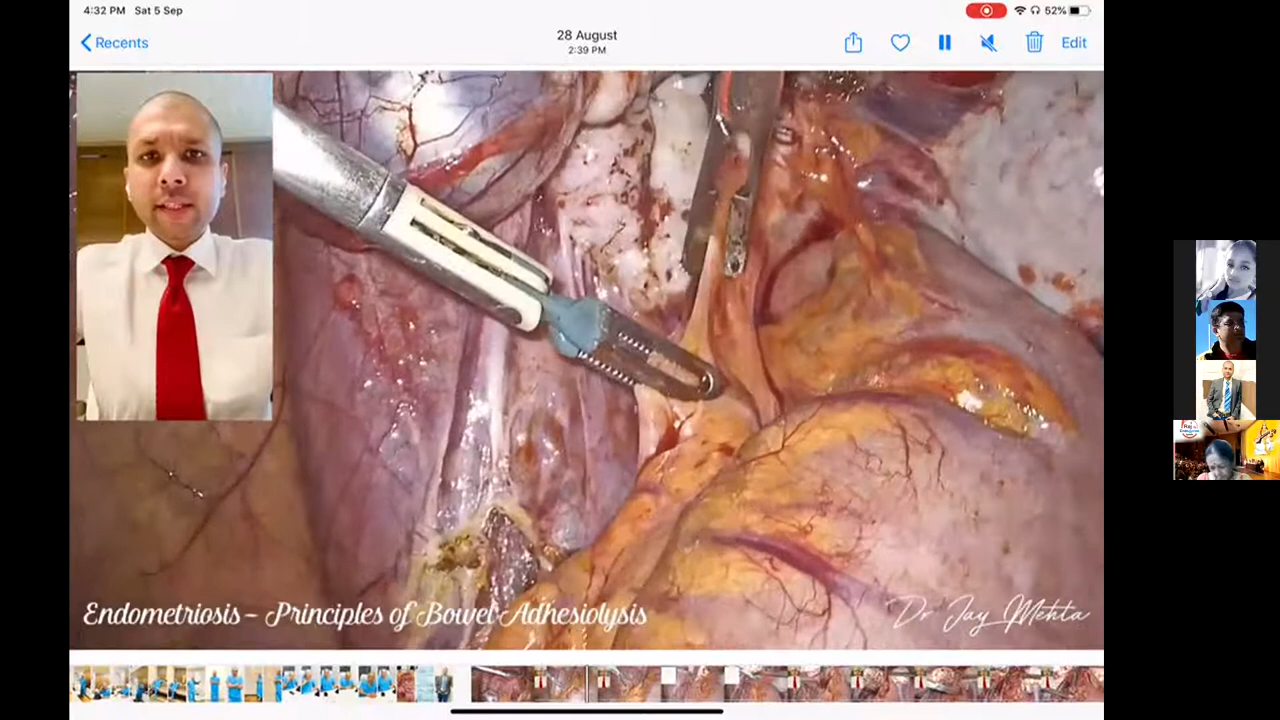 4:32 PM Sat 5 Sep
52%
Recents
28 August
2:39 PM
Edit
Endometriosis – Principles of Bowel Adhesiolysis
Dr Jay Mehta